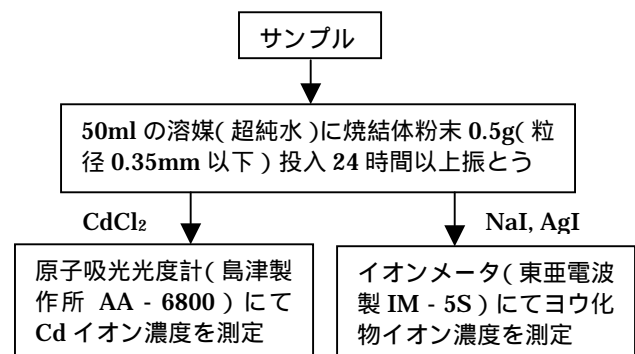 サンプル
50ml の溶媒(超純水)に焼結体粉末 0.5g(粒
径 0.35mm 以下)投入 24 時間以上振とう
CdCl₂
NaI, AgI
原子吸光光度計(島津製
作所 AA - 6800)にて
Cd イオン濃度を測定
イオンメータ(東亜電波
製 IM - 5S)にてヨウ化
物イオン濃度を測定